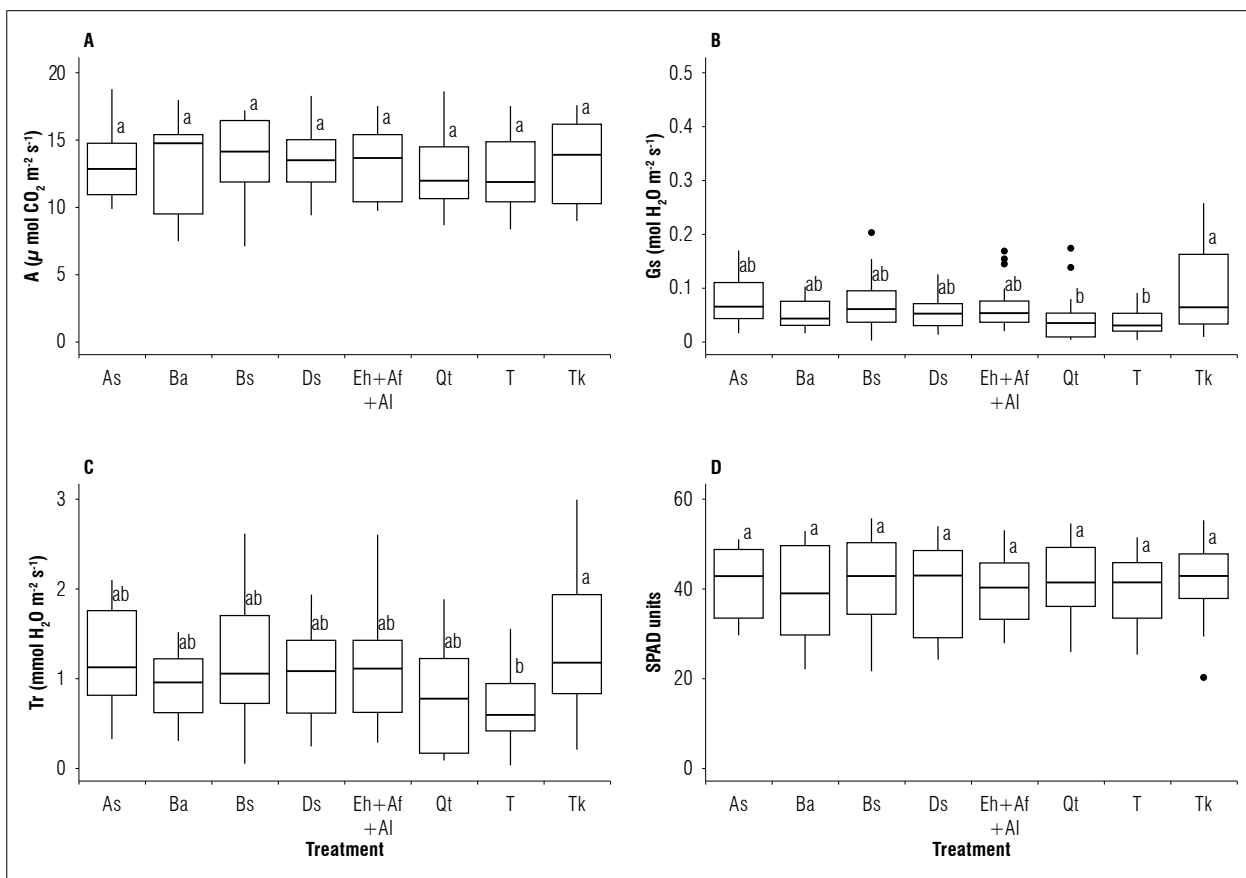 A
A (µ mol CO₂ m⁻² s⁻¹)
20
15
10
5
0
a a a a a a a a
As Ba Bs Ds Eh+Af Qt T Tk
+Al
B
Gs (mol H₂O m⁻² s⁻¹)
0.5
0.4
0.3
0.2
0.1
0
ab ab ab ab ab b b a
As Ba Bs Ds Eh+Af Qt T Tk
+Al
C
Tr (mmol H₂O m⁻² s⁻¹)
3
2
1
0
ab ab ab ab ab ab b a
As Ba Bs Ds Eh+Af Qt T Tk
+Al
Treatment
D
SPAD units
60
40
20
0
a a a a a a a a
As Ba Bs Ds Eh+Af Qt T Tk
+Al
Treatment